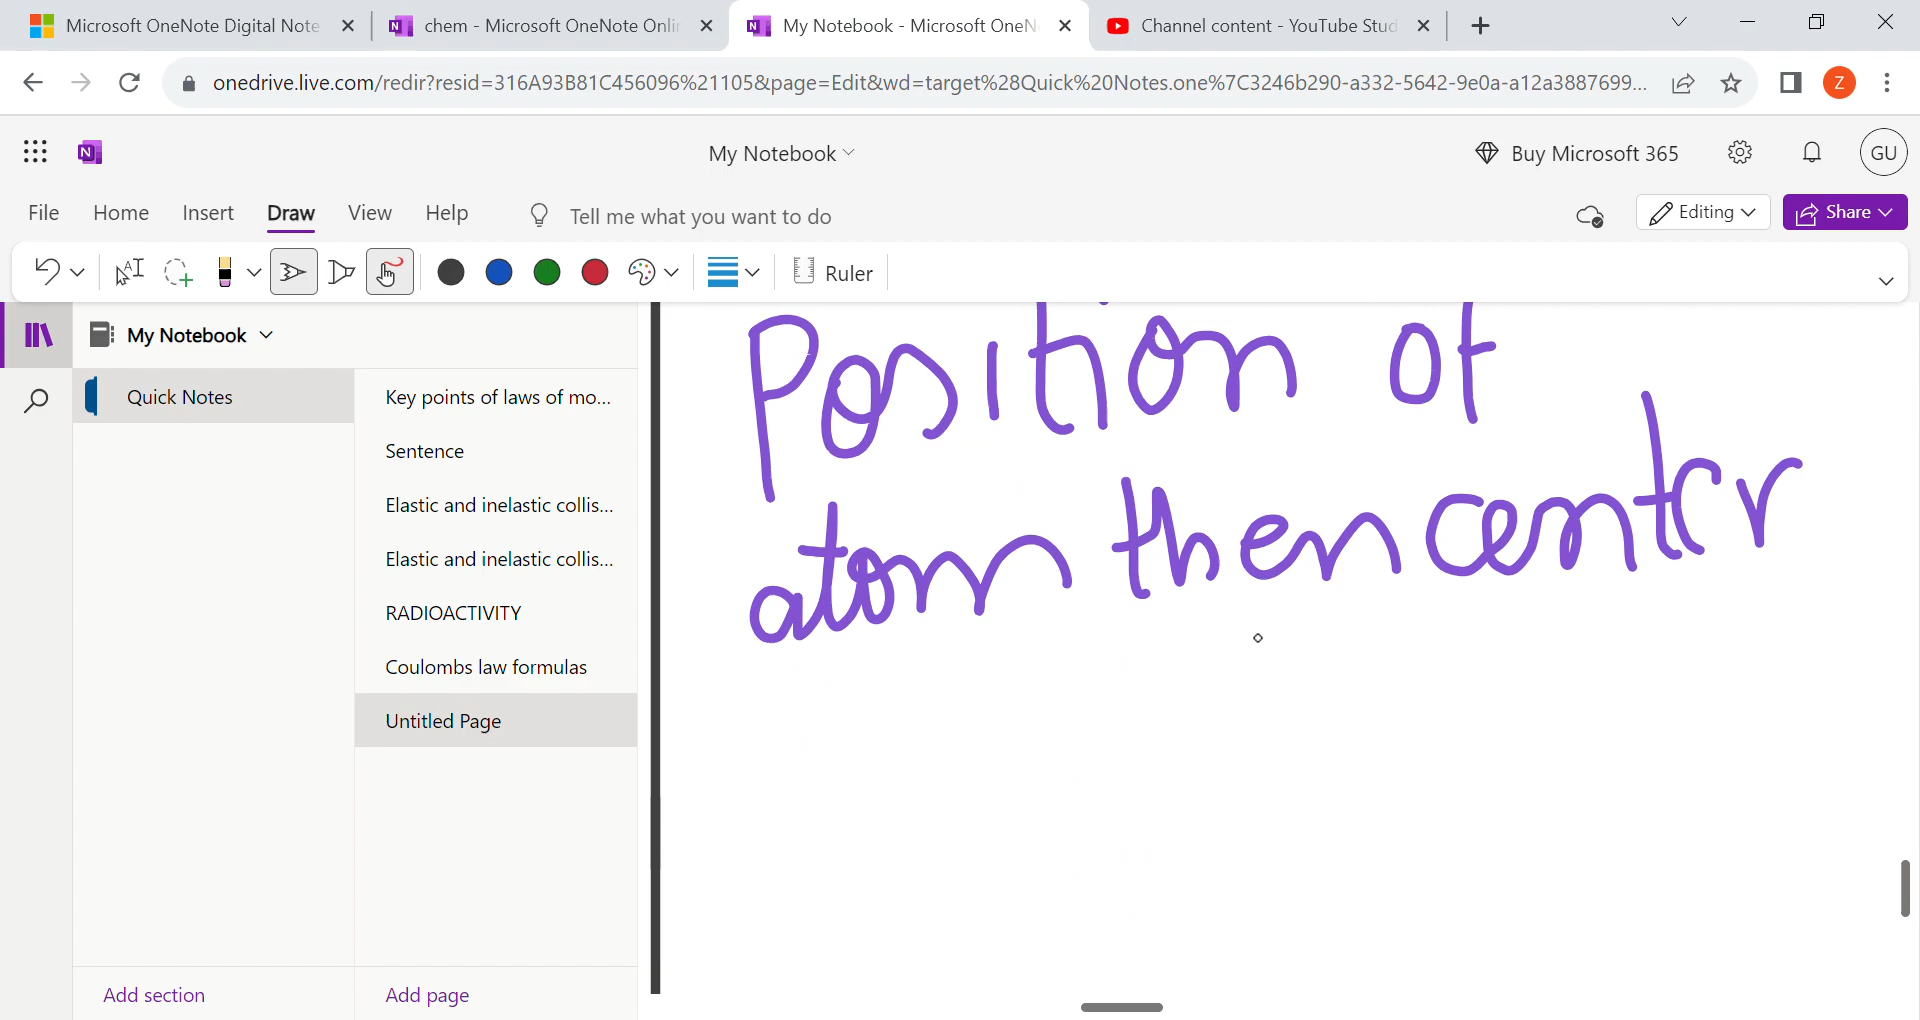 Microsoft OneNote Digital Note
chem - Microsoft OneNote Onli
My Notebook - Microsoft OneN
Channel content - YouTube Stud
onedrive.live.com/redir?resid=316A93B81C456096%21105&page=Edit&wd=target%28Quick%20Notes.one%7C3246b290-a332-5642-9e0a-a12a3887699...
Z
My Notebook
Buy Microsoft 365
GU
File Home Insert Draw View Help Tell me what you want to do
Editing Share
Ruler
My Notebook
Quick Notes
Key points of laws of mo...
Sentence
Elastic and inelastic collis...
Elastic and inelastic collis...
RADIOACTIVITY
Coulombs law formulas
Untitled Page
Add section
Add page
Position of
atom then centr